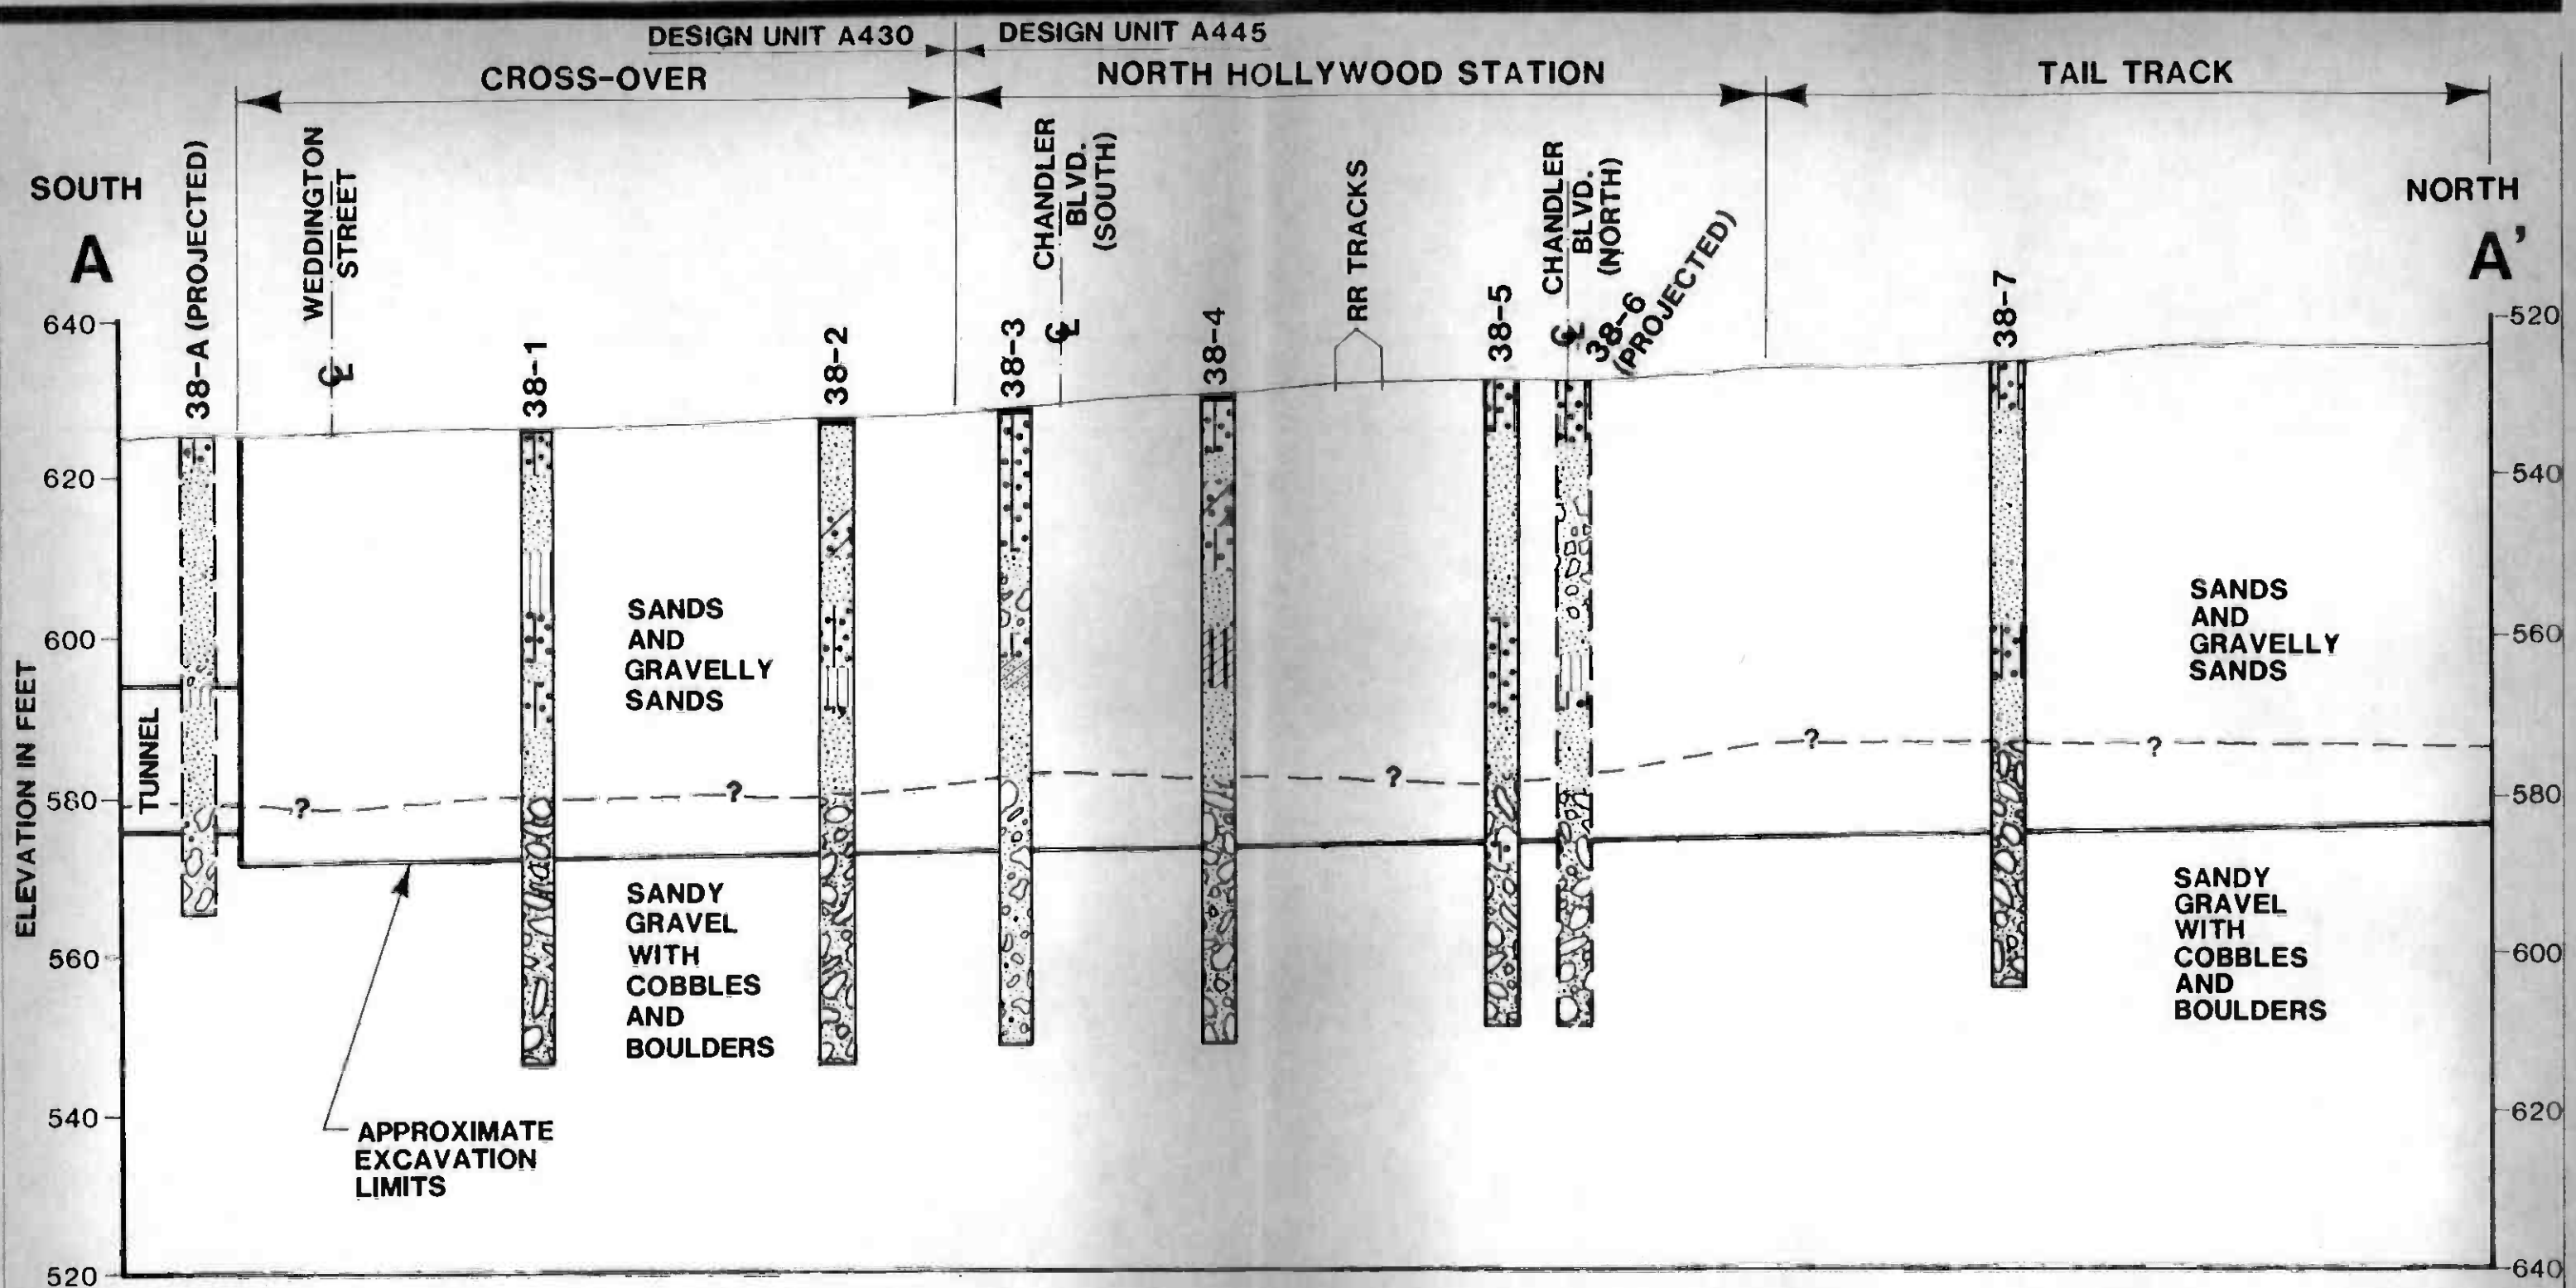 DESIGN UNIT A430
DESIGN UNIT A445
CROSS-OVER
NORTH HOLLYWOOD STATION
TAIL TRACK
SOUTH
A
NORTH
A'
38-A (PROJECTED)
WEDDINGTON
STREET
℄
38-1
38-2
38-3
CHANDLER
BLVD.
(SOUTH)
℄
38-4
RR TRACKS
38-5
CHANDLER
BLVD.
(NORTH)
℄
38-6
(PROJECTED)
38-7
ELEVATION IN FEET
640
620
600
580
560
540
520
520
540
560
580
600
620
640
TUNNEL
SANDS
AND
GRAVELLY
SANDS
SANDS
AND
GRAVELLY
SANDS
?
?
?
?
?
SANDY
GRAVEL
WITH
COBBLES
AND
BOULDERS
SANDY
GRAVEL
WITH
COBBLES
AND
BOULDERS
APPROXIMATE
EXCAVATION
LIMITS